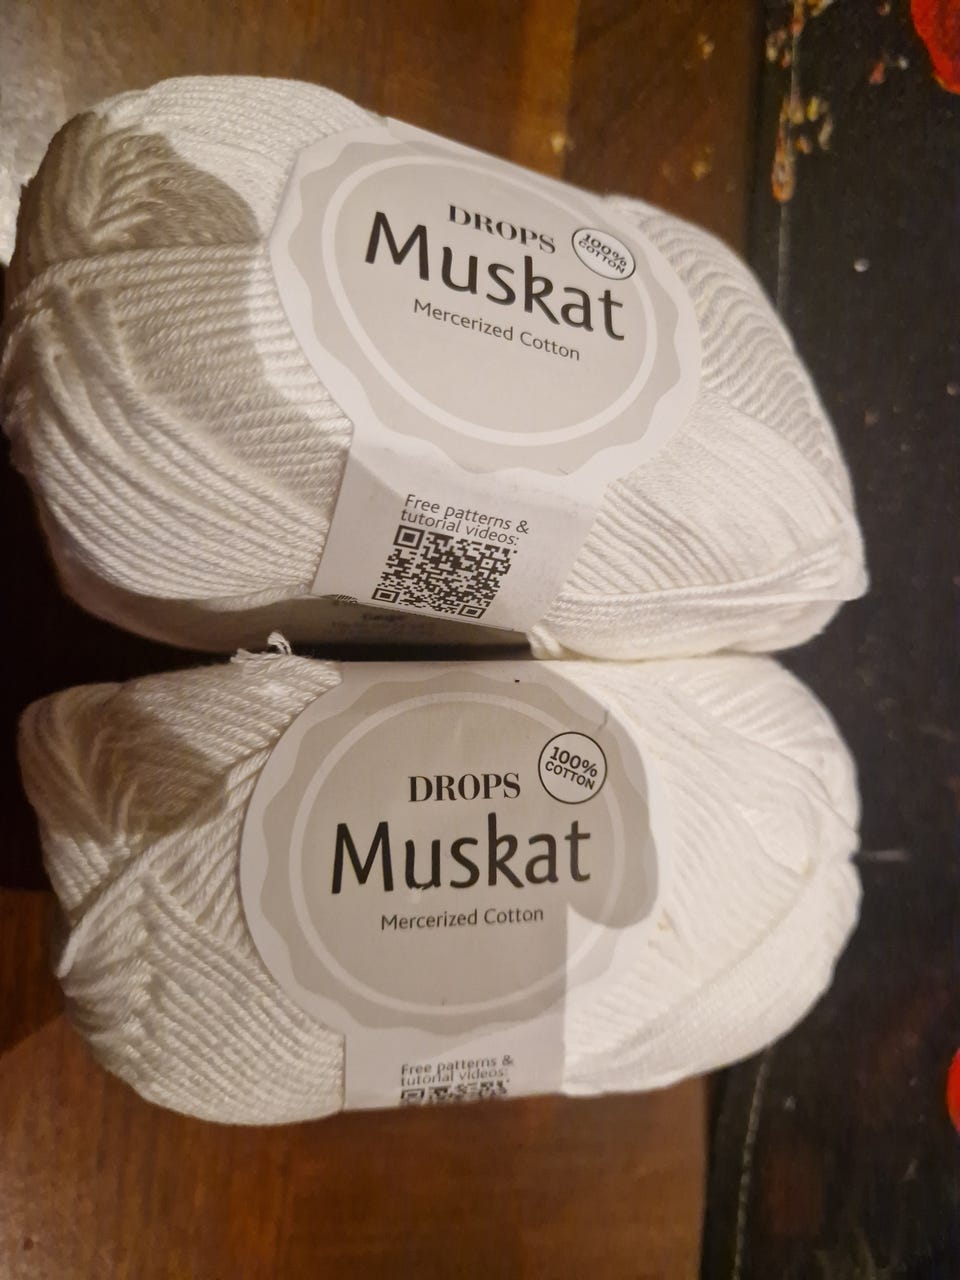 DROPS
100%
COTTON
Muskat
Mercerized Cotton
Free patterns &
tutorial videos:
DROPS
100%
COTTON
Muskat
Mercerized Cotton
Free patterns &
tutorial videos: